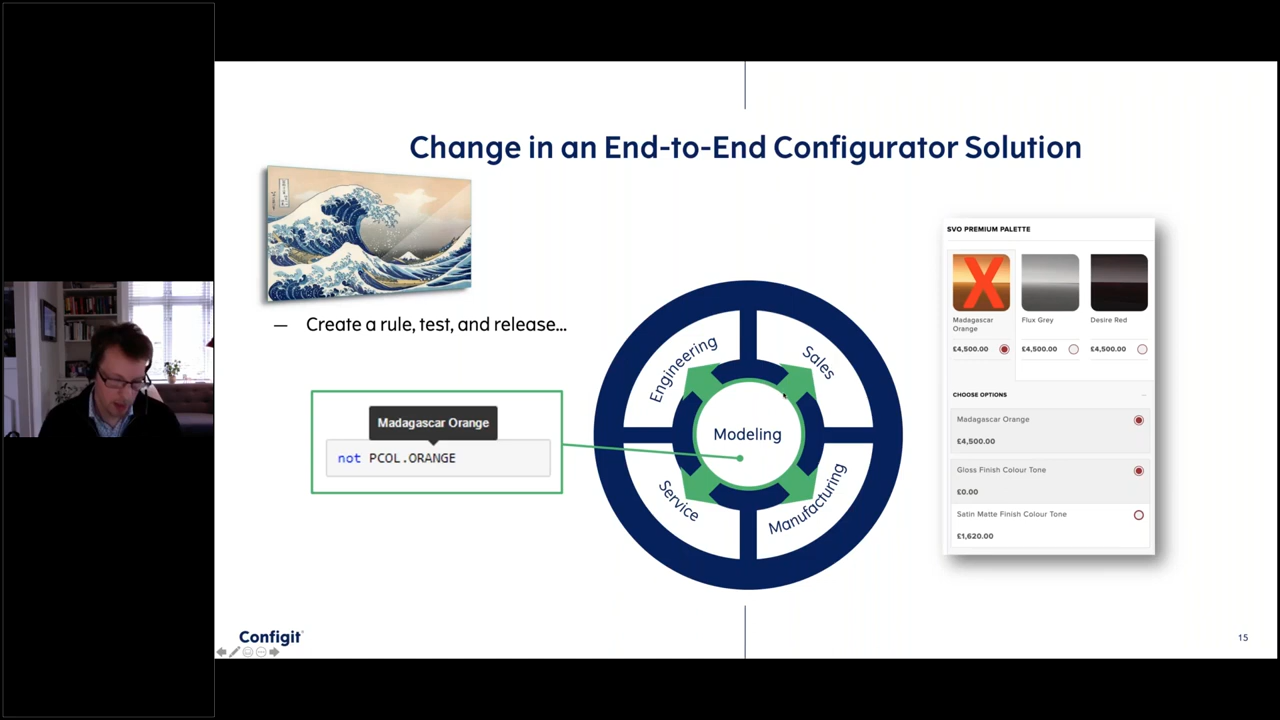 Change in an End-to-End Configurator Solution
— Create a rule, test, and release...
Madagascar Orange
not PCOL.ORANGE
Engineering
Sales
Modeling
Service
Manufacturing
SVO PREMIUM PALETTE
X
Madagascar
Orange
Flux Grey
Desire Red
£4,500.00
£4,500.00
£4,500.00
CHOOSE OPTIONS
Madagascar Orange
£4,500.00
Gloss Finish Colour Tone
£0.00
Satin Matte Finish Colour Tone
£1,620.00
Configit
15